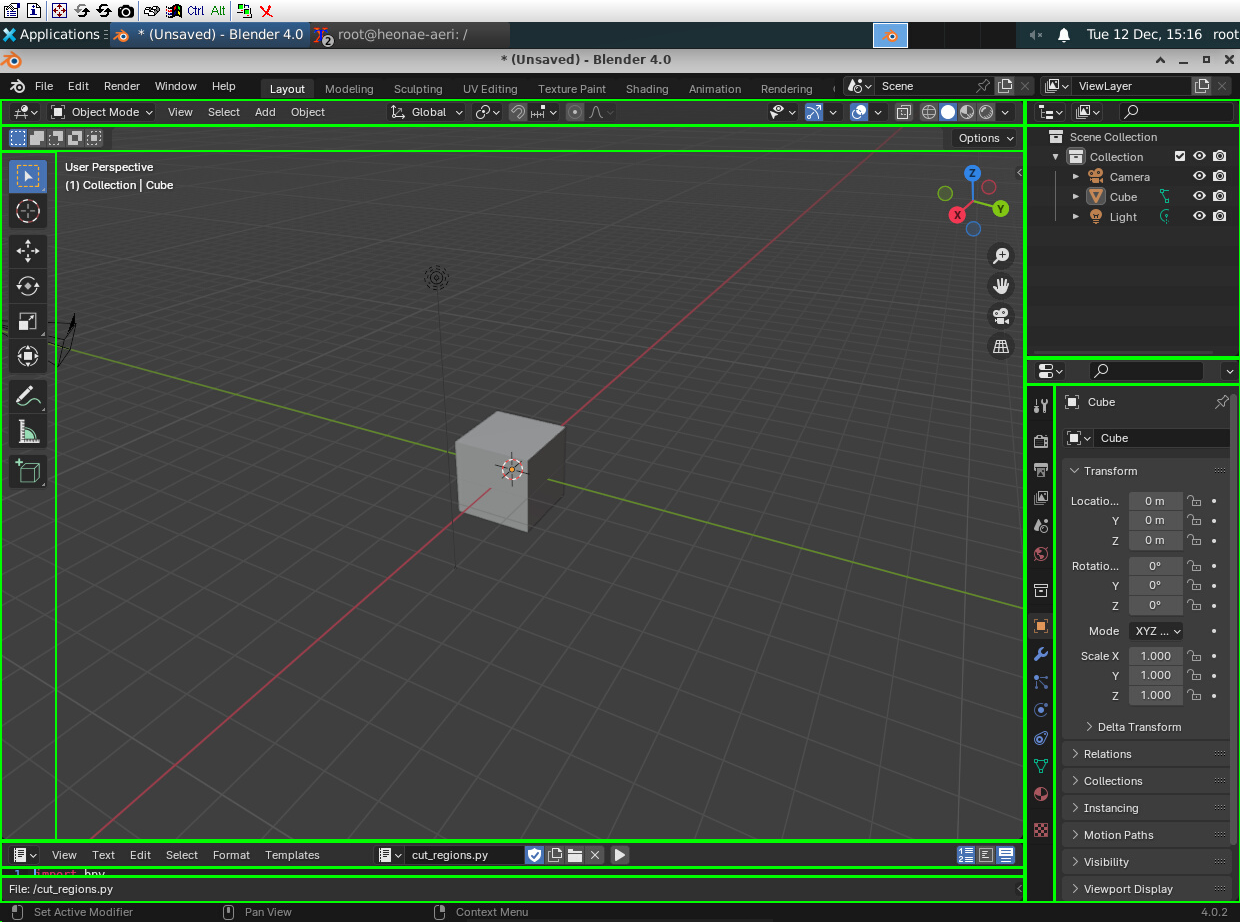 Ctrl Alt
Applications * (Unsaved) - Blender 4.0 2 root@heonae-aeri: / Tue 12 Dec, 15:16 root
* (Unsaved) - Blender 4.0
File Edit Render Window Help Layout Modeling Sculpting UV Editing Texture Paint Shading Animation Rendering Scene ViewLayer
Object Mode View Select Add Object Global
Options
User Perspective
(1) Collection | Cube
Z
Y
X
Scene Collection
Collection
Camera
Cube
Light
Cube
Cube
Transform
Locatio... 0 m
Y 0 m
Z 0 m
Rotatio... 0°
Y 0°
Z 0°
Mode XYZ ...
Scale X 1.000
Y 1.000
Z 1.000
Delta Transform
Relations
Collections
Instancing
Motion Paths
Visibility
Viewport Display
View Text Edit Select Format Templates cut_regions.py
1 import bpy
File: /cut_regions.py
Set Active Modifier Pan View Context Menu 4.0.2